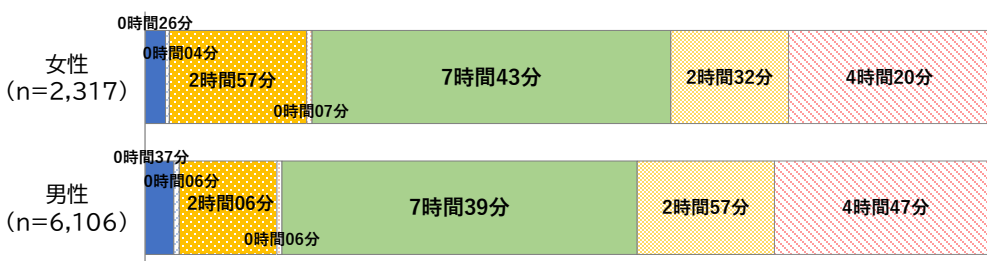 0時間26分
0時間04分
女性
(n=2,317)
2時間57分
7時間43分
2時間32分
4時間20分
0時間07分
0時間37分
0時間06分
男性
(n=6,106)
2時間06分
7時間39分
2時間57分
4時間47分
0時間06分